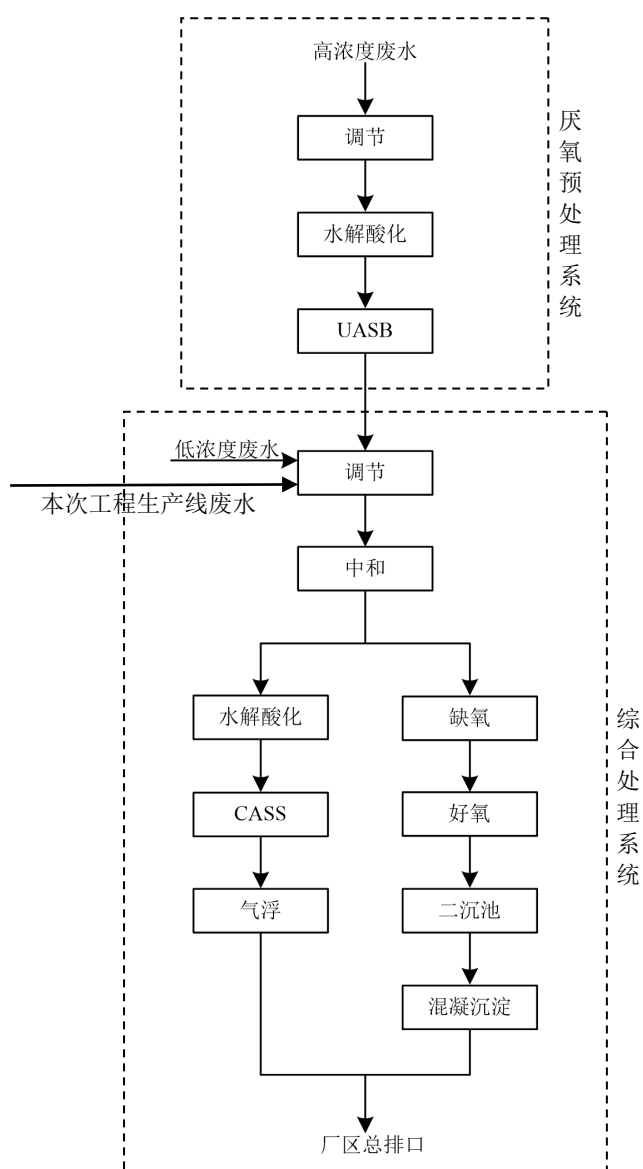 高浓度废水
调节
水解酸化
UASB
厌氧预处理系统
低浓度废水
调节
本次工程生产线废水
中和
水解酸化
缺氧
CASS
好氧
气浮
二沉池
混凝沉淀
综合处理系统
厂区总排口